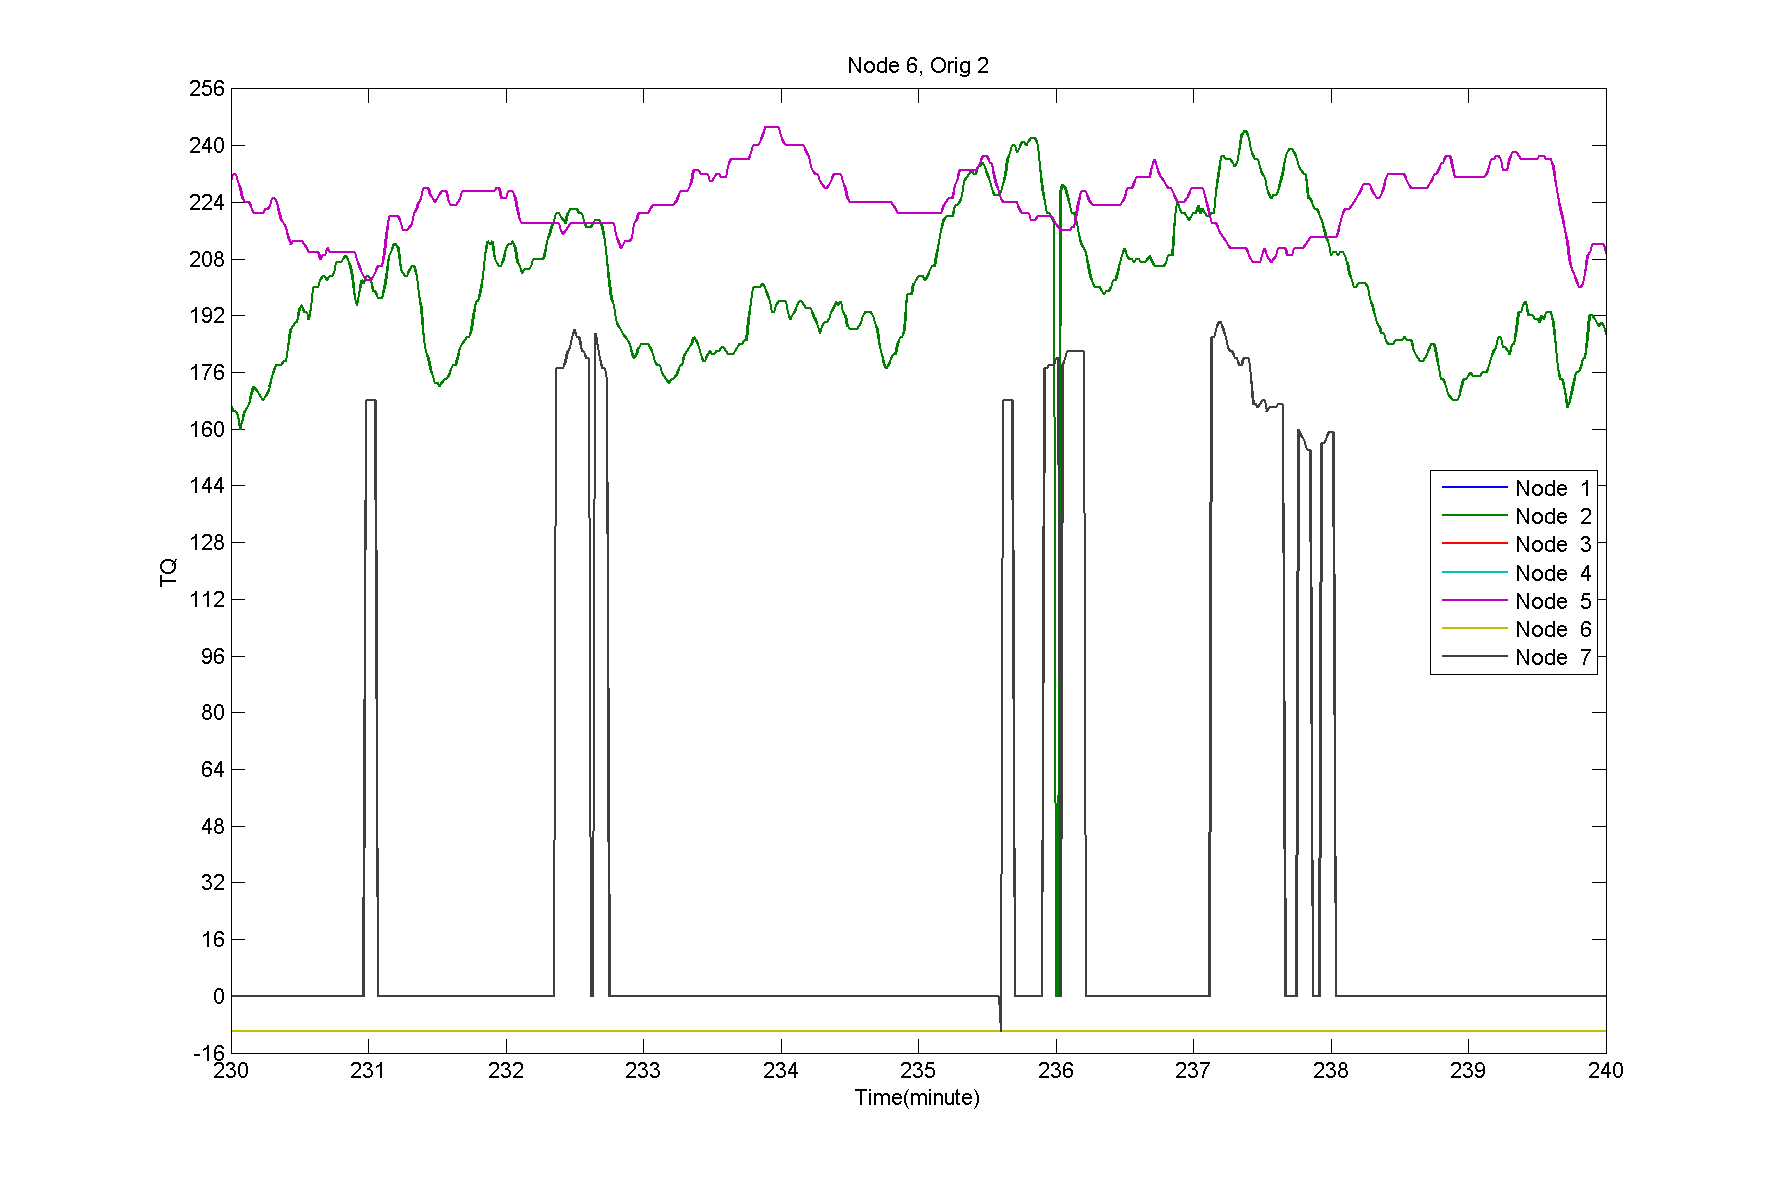 Node 6, Orig 2
256
240
224
208
192
176
160
144
128
112
96
80
64
48
32
16
0
-16
TQ
Node 1
Node 2
Node 3
Node 4
Node 5
Node 6
Node 7
230 231 232 233 234 235 236 237 238 239 240
Time(minute)